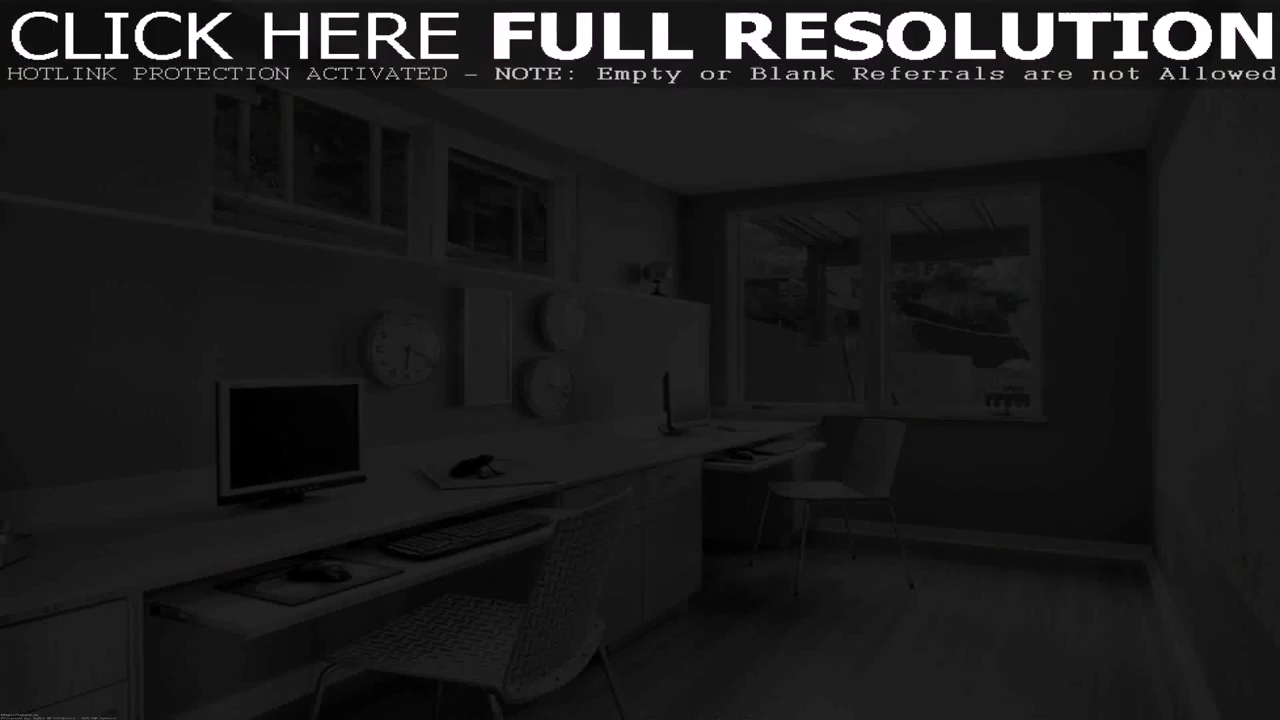 CLICK HERE FULL RESOLUTION
HOTLINK PROTECTION ACTIVATED – NOTE: Empty or Blank Referrals are not Allowed